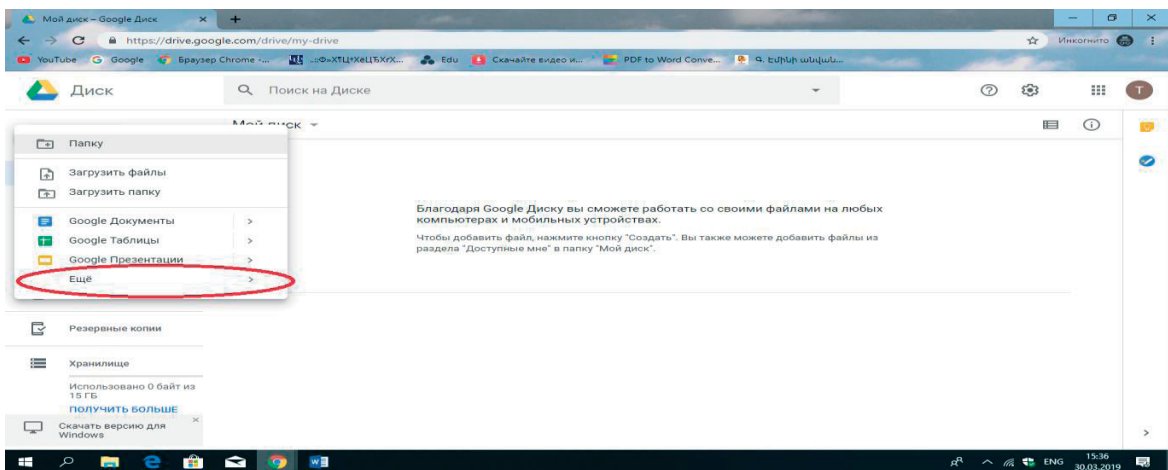 Мой диск – Google Диск
https://drive.google.com/drive/my-drive
Инкогнито
YouTube Google Браузер Chrome -... Edu Скачайте видео и... PDF to Word Conve...
Диск
Поиск на Диске
T
Мой диск
Папку
Загрузить файлы
Загрузить папку
Google Документы
Google Таблицы
Google Презентации
Ещё
Благодаря Google Диску вы сможете работать со своими файлами на любых
компьютерах и мобильных устройствах.
Чтобы добавить файл, нажмите кнопку "Создать". Вы также можете добавить файлы из
раздела "Доступные мне" в папку "Мой диск".
Резервные копии
Хранилище
Использовано 0 байт из
15 ГБ
ПОЛУЧИТЬ БОЛЬШЕ
Скачать версию для
Windows
ENG
15:36
30.03.2019